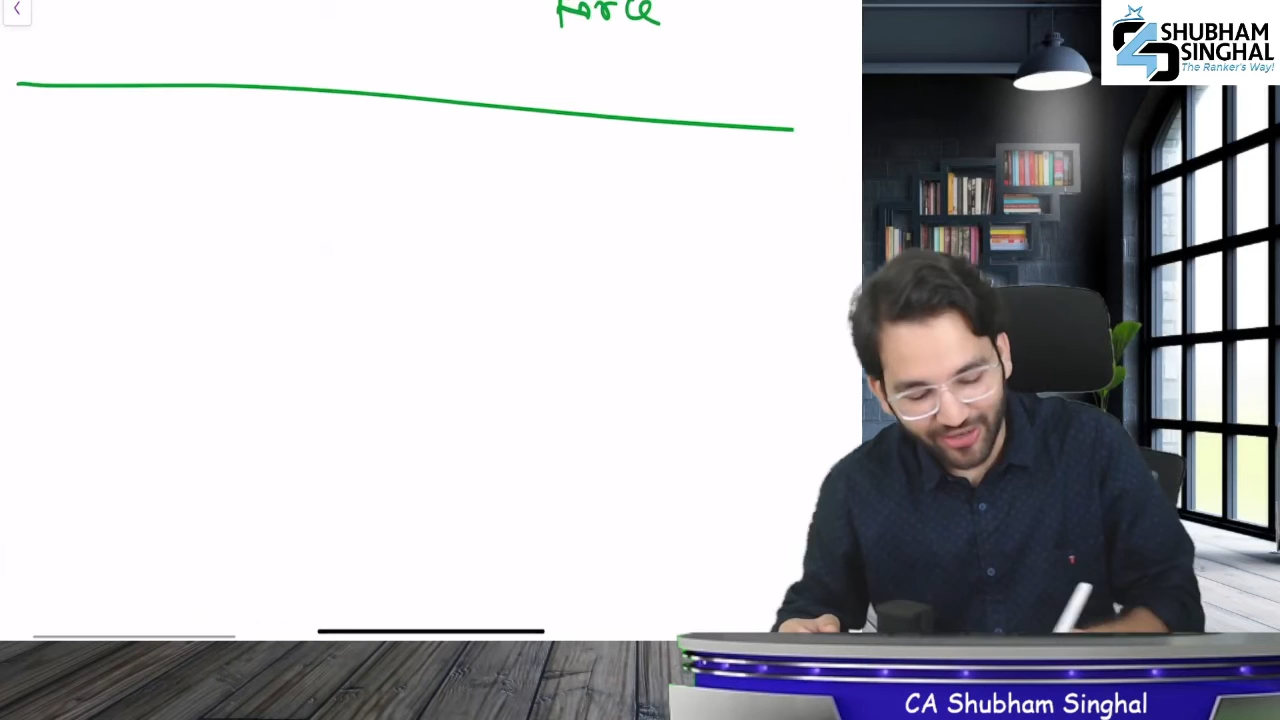 force
SHUBHAM
SINGHAL
The Ranker's Way!
CA Shubham Singhal